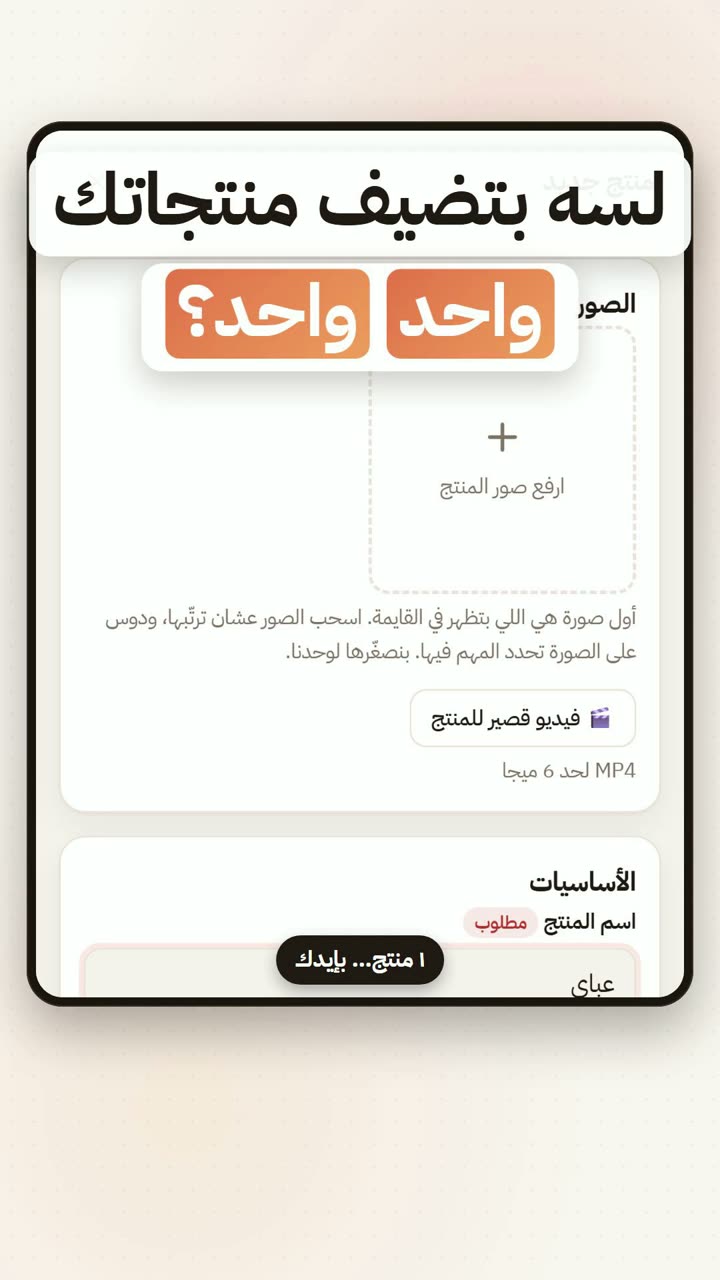 منتج جديد
لسه بتضيف منتجاتك
واحد واحد؟
الصور
ارفع صور المنتج
أول صورة هي اللي بتظهر في القايمة. اسحب الصور عشان ترتّبها، ودوس
على الصورة تحدد المهم فيها. بنصغّرها لوحدنا.
فيديو قصير للمنتج
MP4 لحد 6 ميجا
الأساسيات
اسم المنتج مطلوب
عباي
١ منتج... بإيدك